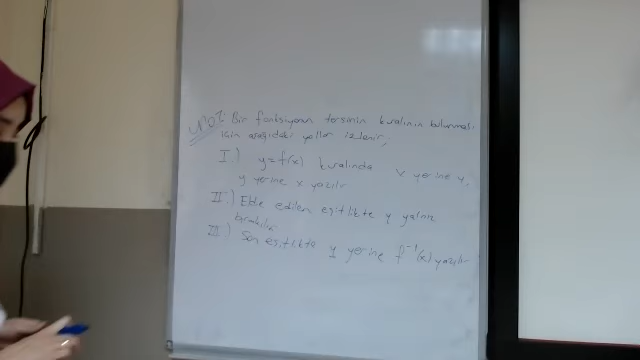 NOT: Bir fonksiyonun tersinin kuralının bulunması
için aşağıdaki yollar izlenir;
I.) y=f(x) kuralında x yerine y,
y yerine x yazılır
II.) Elde edilen eşitlikte y yalnız
bırakılır
III.) Son eşitlikte y yerine f⁻¹(x) yazılır